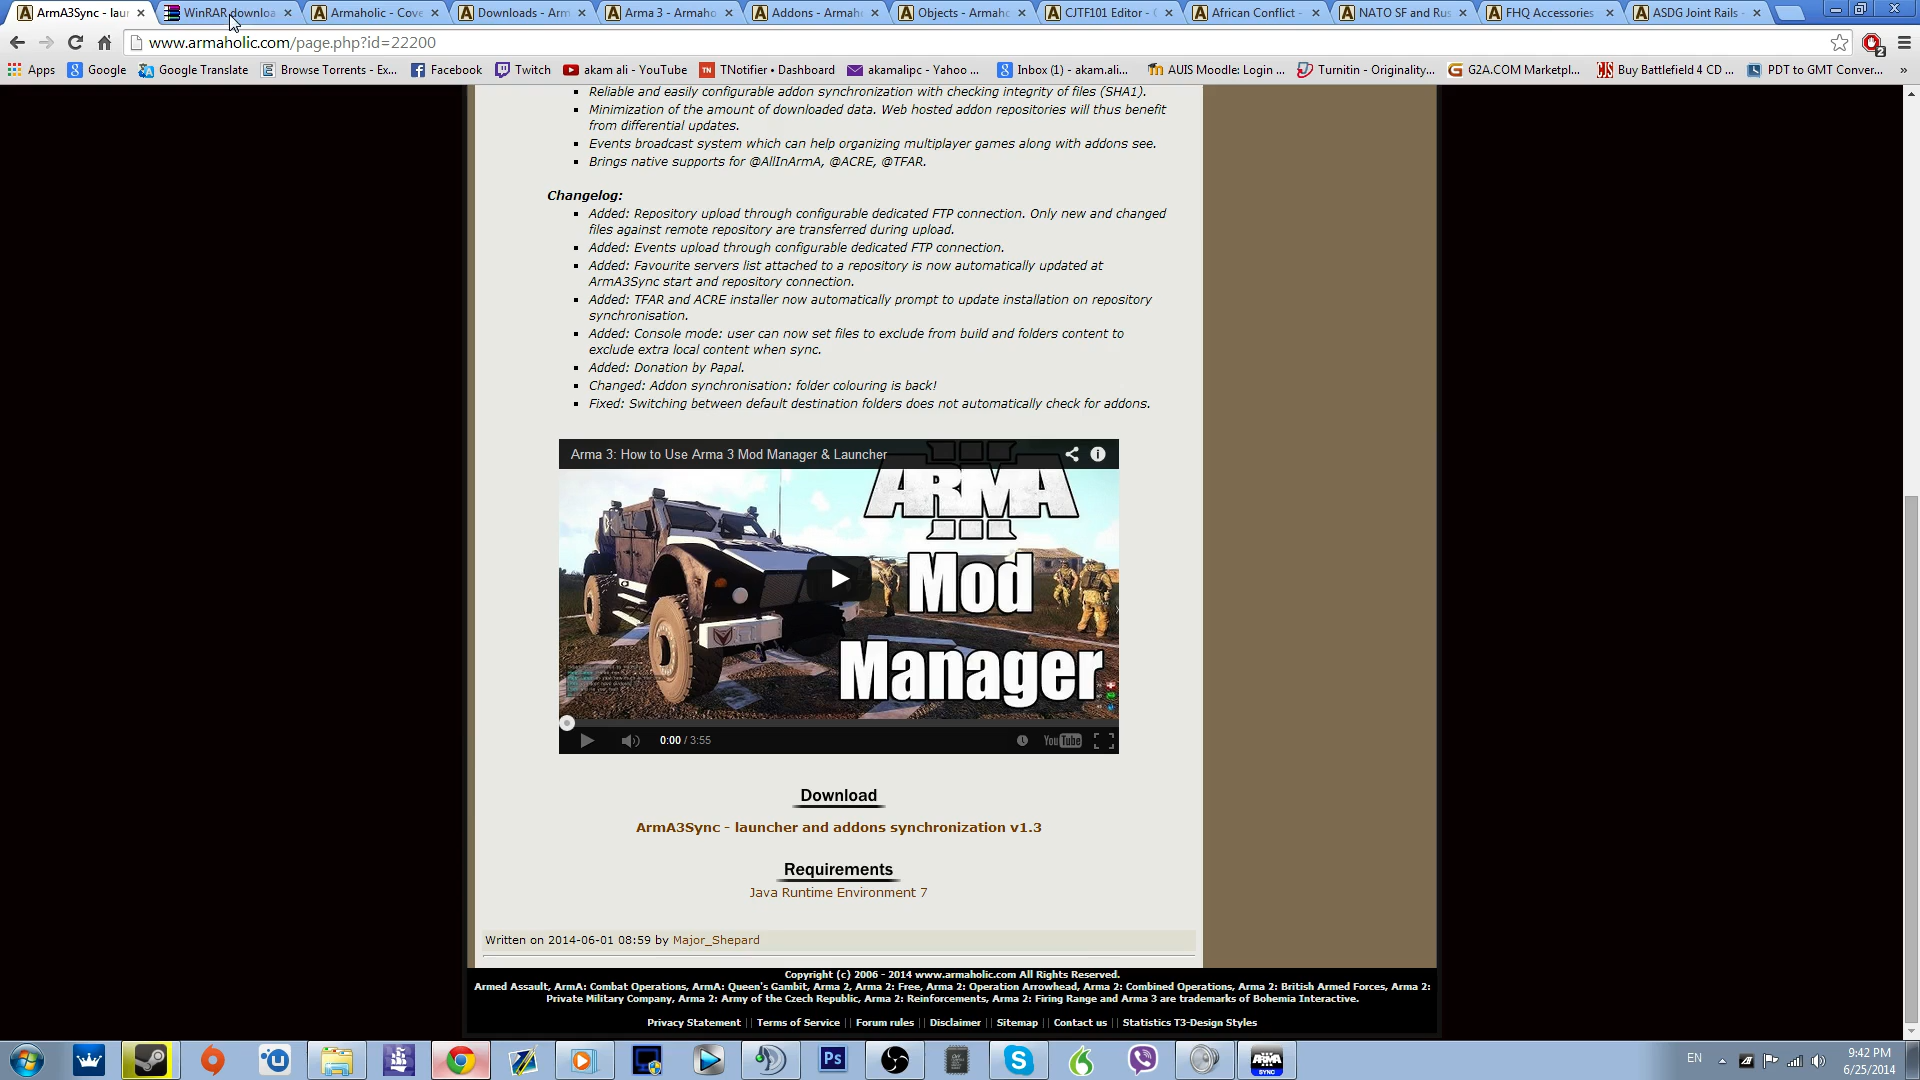 ArmA3Sync - lau
WinRAR downloa
Armaholic - Cove
Downloads - Arm
Arma 3 - Armaho
Addons - Armah
Objects - Armaho
CJTF101 Editor - 
African Conflict -
NATO SF and Rus
FHQ Accessories
ASDG Joint Rails -
www.armaholic.com/page.php?id=22200
Apps
Google
Google Translate
Browse Torrents - Ex...
Facebook
Twitch
akam ali - YouTube
TNotifier • Dashboard
akamalipc - Yahoo ...
Inbox (1) - akam.ali...
AUIS Moodle: Login ...
Turnitin - Originality...
G2A.COM Marketpl...
Buy Battlefield 4 CD ...
PDT to GMT Conver...
»
Reliable and easily configurable addon synchronization with checking integrity of files (SHA1).
Minimization of the amount of downloaded data. Web hosted addon repositories will thus benefit
from differential updates.
Events broadcast system which can help organizing multiplayer games along with addons see.
Brings native supports for @AllInArmA, @ACRE, @TFAR.
Changelog:
Added: Repository upload through configurable dedicated FTP connection. Only new and changed
files against remote repository are transferred during upload.
Added: Events upload through configurable dedicated FTP connection.
Added: Favourite servers list attached to a repository is now automatically updated at
ArmA3Sync start and repository connection.
Added: TFAR and ACRE installer now automatically prompt to update installation on repository
synchronisation.
Added: Console mode: user can now set files to exclude from build and folders content to
exclude extra local content when sync.
Added: Donation by Papal.
Changed: Addon synchronisation: folder colouring is back!
Fixed: Switching between default destination folders does not automatically check for addons.
Arma 3: How to Use Arma 3 Mod Manager & Launcher
ARMA
III
Mod
Manager
0:00 / 3:55
YouTube
Download
ArmA3Sync - launcher and addons synchronization v1.3
Requirements
Java Runtime Environment 7
Written on 2014-06-01 08:59 by Major_Shepard
Copyright (c) 2006 - 2014 www.armaholic.com All Rights Reserved.
Armed Assault, ArmA: Combat Operations, ArmA: Queen's Gambit, Arma 2, Arma 2: Free, Arma 2: Operation Arrowhead, Arma 2: Combined Operations, Arma 2: British Armed Forces, Arma 2:
Private Military Company, Arma 2: Army of the Czech Republic, Arma 2: Reinforcements, Arma 2: Firing Range and Arma 3 are trademarks of Bohemia Interactive.
Privacy Statement || Terms of Service || Forum rules || Disclaimer || Sitemap || Contact us || Statistics T3-Design Styles
Ps
ARMA
SYNC
EN
9:42 PM
6/25/2014